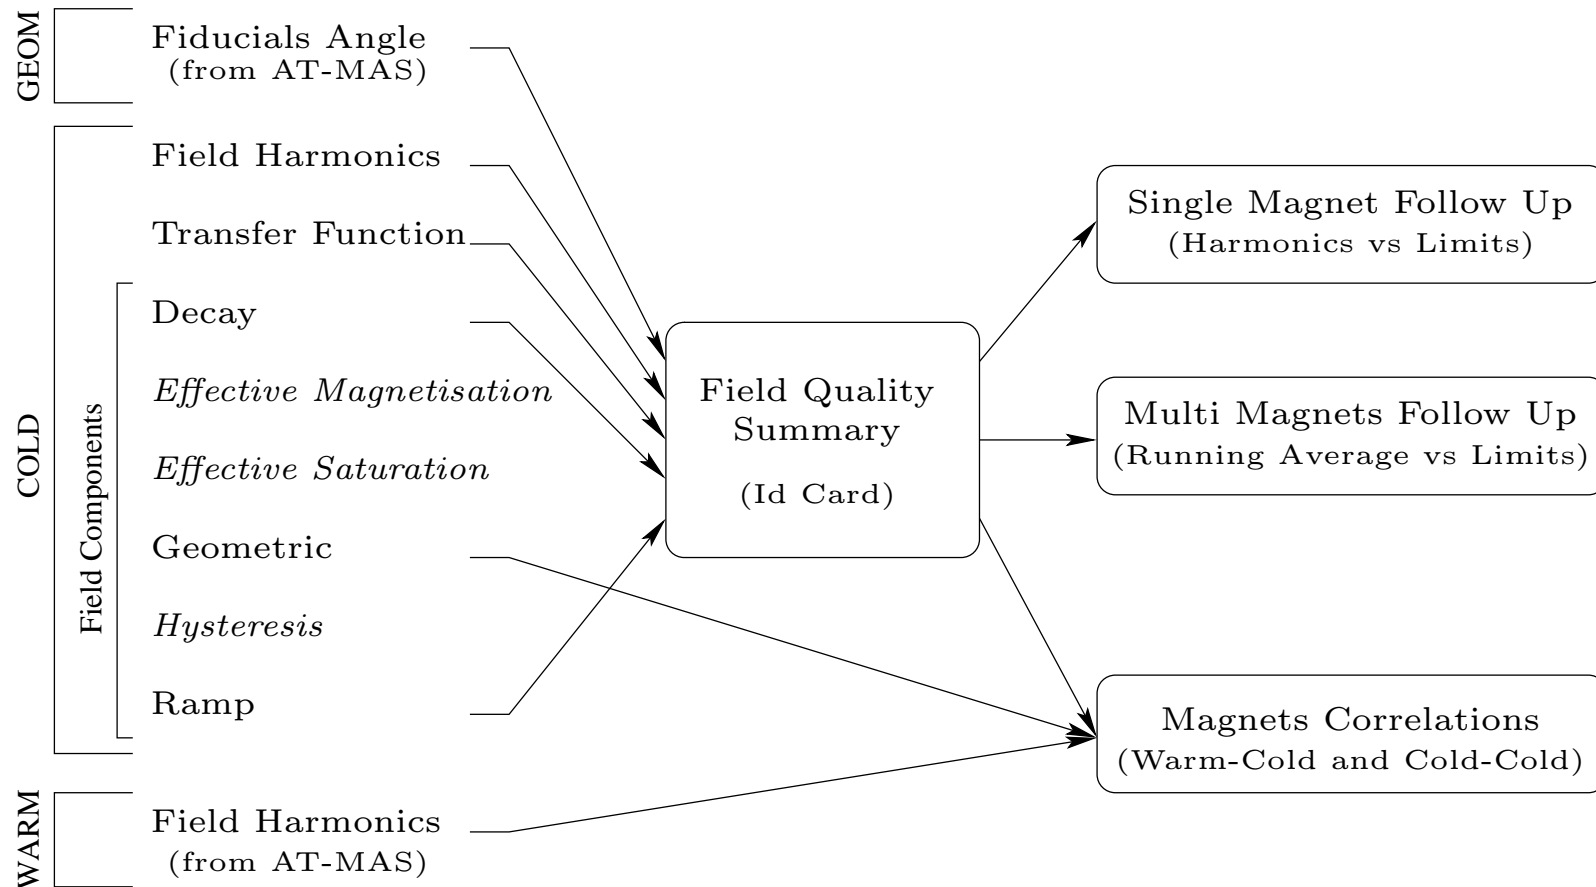 GEOM
Fiducials Angle
(from AT-MAS)
COLD
Field Harmonics
Transfer Function
Field Components
Decay
Effective Magnetisation
Effective Saturation
Geometric
Hysteresis
Ramp
WARM
Field Harmonics
(from AT-MAS)
Field Quality
Summary
(Id Card)
Single Magnet Follow Up
(Harmonics vs Limits)
Multi Magnets Follow Up
(Running Average vs Limits)
Magnets Correlations
(Warm-Cold and Cold-Cold)